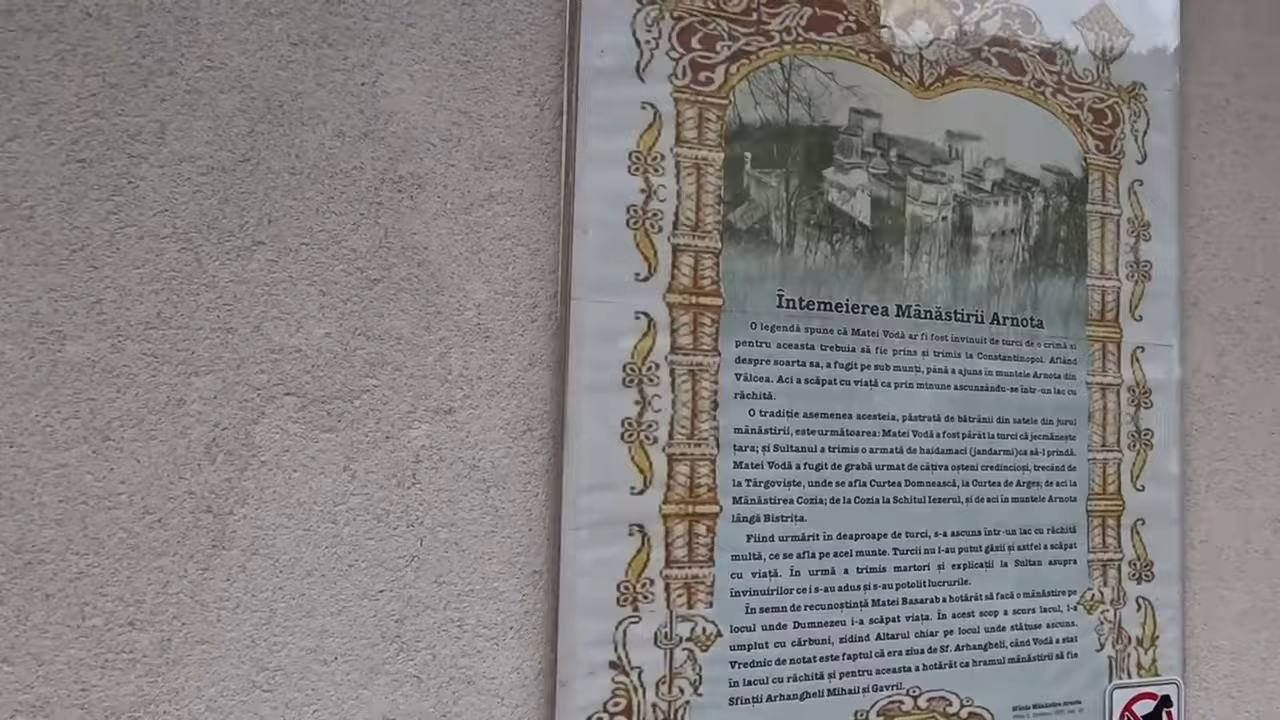 Întemeierea Mânăstirii Arnota
O legendă spune că Matei Vodă ar fi fost învinuit de turci de o crimă și
pentru aceasta trebuia să fie prins și trimis la Constantinopol. Aflând
despre soarta sa, a fugit pe sub munți, până a ajuns în muntele Arnota din
Vâlcea. Aci a scăpat cu viață ca prin minune ascunzându-se într-un lac cu
răchită.
O tradiție asemenea acesteia, păstrată de bătrânii din satele din jurul
mânăstirii, este următoarea: Matei Vodă a fost pârât la turci că jecmănește
țara; și Sultanul a trimis o armată de haidamaci (jandarmi) ca să-l prindă.
Matei Vodă a fugit de grabă urmat de câțiva oșteni credincioși, trecând de
la Târgoviște, unde se afla Curtea Domnească, la Curtea de Argeș; de aci la
Mânăstirea Cozia; de la Cozia la Schitul Iezerul, și de aci în muntele Arnota
lângă Bistrița.
Fiind urmărit în deaproape de turci, s-a ascuns într-un lac cu răchită
multă, ce se afla pe acel munte. Turcii nu l-au putut găsii și astfel a scăpat
cu viață. În urmă a trimis martori și explicații la Sultan asupra
învinuirilor ce i s-au adus și s-au potolit lucrurile.
În semn de recunoștință Matei Basarab a hotărât să facă o mânăstire pe
locul unde Dumnezeu i-a scăpat viața. În acest scop a scurs lacul, l-a
umplut cu cărbuni, zidind Altarul chiar pe locul unde stătuse ascuns.
Vrednic de notat este faptul că era ziua de Sf. Arhangheli, când Vodă a stat
în lacul cu răchită și pentru aceasta a hotărât ca hramul mânăstirii să fie
Sfinții Arhangheli Mihail și Gavril.
Sfânta Mânăstire Arnota